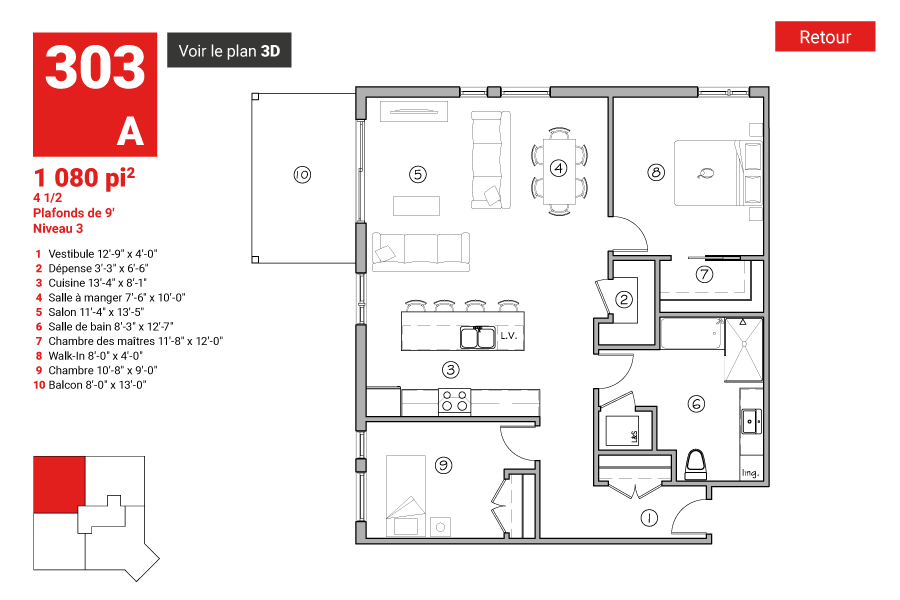 303
A
Voir le plan 3D
Retour
1 080 pi²
4 1/2
Plafonds de 9'
Niveau 3
1 Vestibule 12'-9" x 4'-0"
2 Dépense 3'-3" x 6'-6"
3 Cuisine 13'-4" x 8'-1"
4 Salle à manger 7'-6" x 10'-0"
5 Salon 11'-4" x 13'-5"
6 Salle de bain 8'-3" x 12'-7"
7 Chambre des maîtres 11'-8" x 12'-0"
8 Walk-In 8'-0" x 4'-0"
9 Chambre 10'-8" x 9'-0"
10 Balcon 8'-0" x 13'-0"
10
5
4
8
7
2
L.V.
3
6
L&S
9
ling.
1